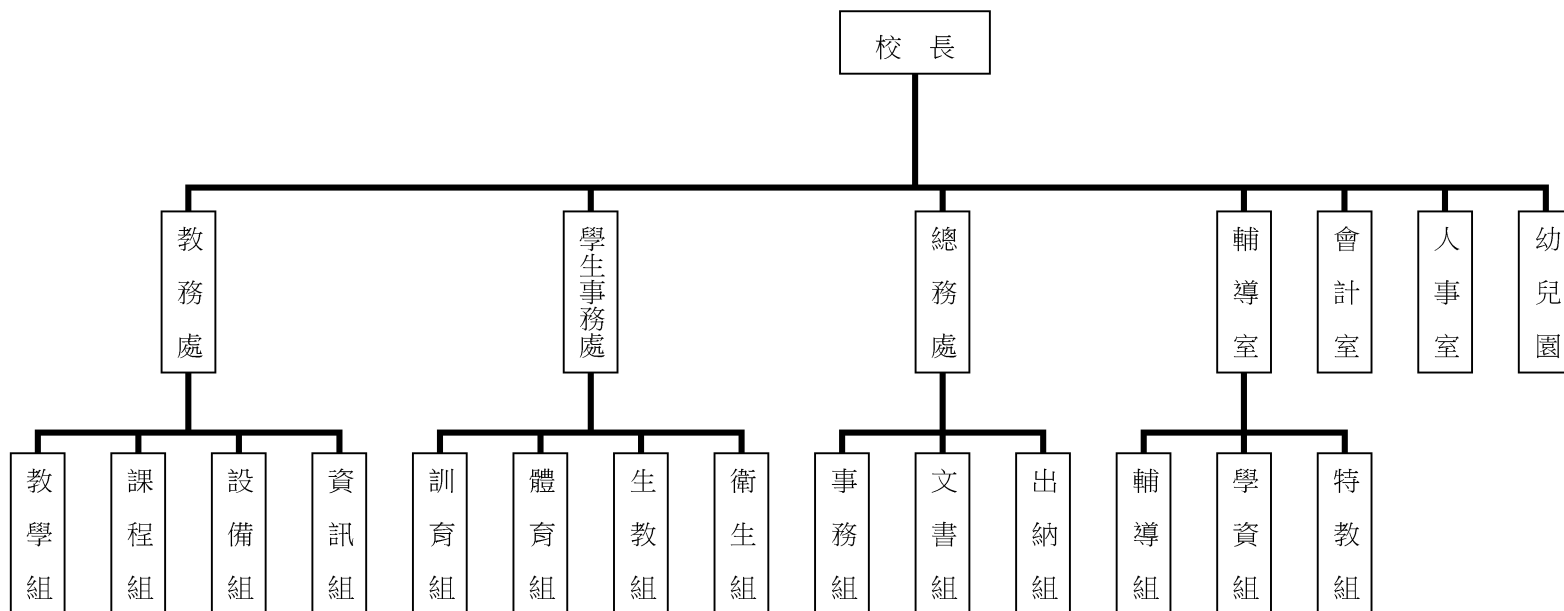 校 長
教務處
學生事務處
總務處
輔導室
會計室
人事室
幼兒園
教學組
課程組
設備組
資訊組
訓育組
體育組
生教組
衛生組
事務組
文書組
出納組
輔導組
學資組
特教組